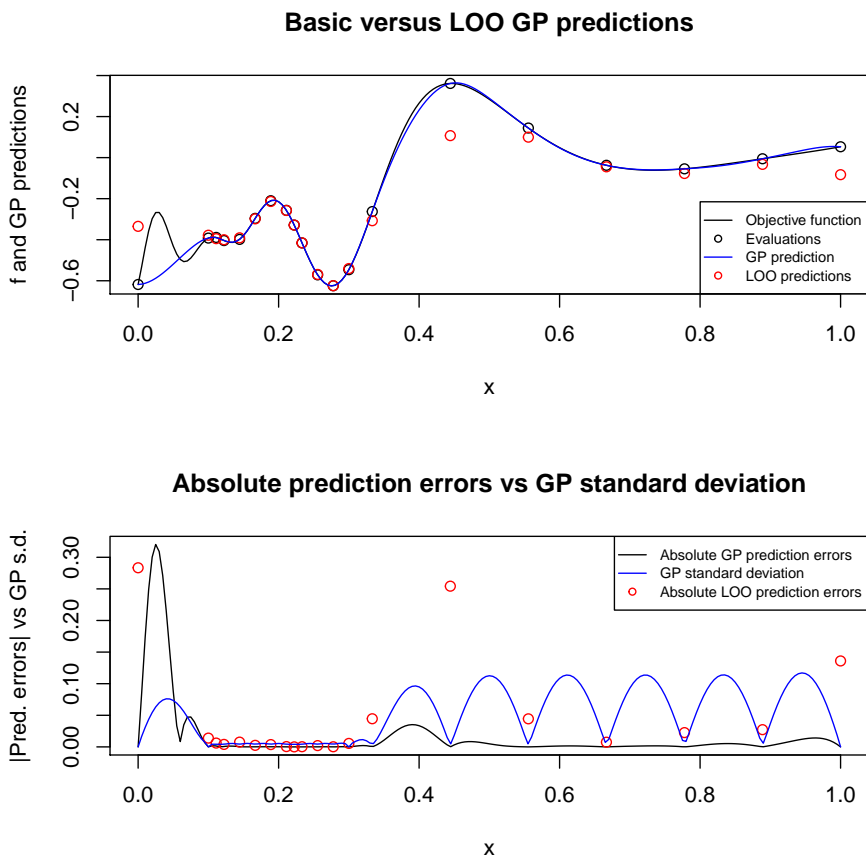 Basic versus LOO GP predictions
f and GP predictions
0.2
−0.2
−0.6
Objective function
Evaluations
GP prediction
LOO predictions
0.0 0.2 0.4 0.6 0.8 1.0
x
Absolute prediction errors vs GP standard deviation
|Pred. errors| vs GP s.d.
0.30
0.20
0.10
0.00
Absolute GP prediction errors
GP standard deviation
Absolute LOO prediction errors
0.0 0.2 0.4 0.6 0.8 1.0
x